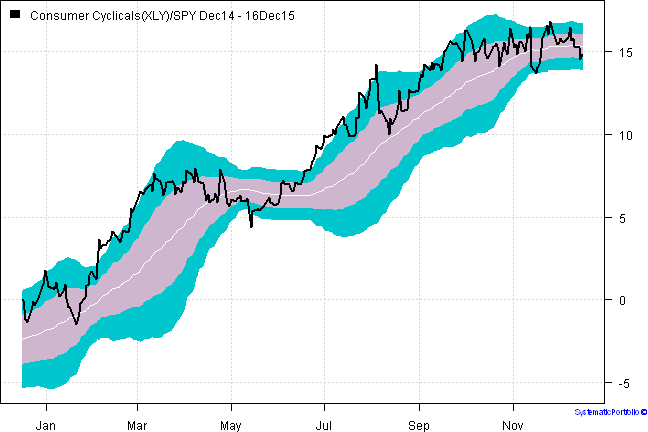 Consumer Cyclicals(XLY)/SPY Dec14 - 16Dec15
15
10
5
0
-5
Jan Mar May Jul Sep Nov
SystematicPortfolio ©